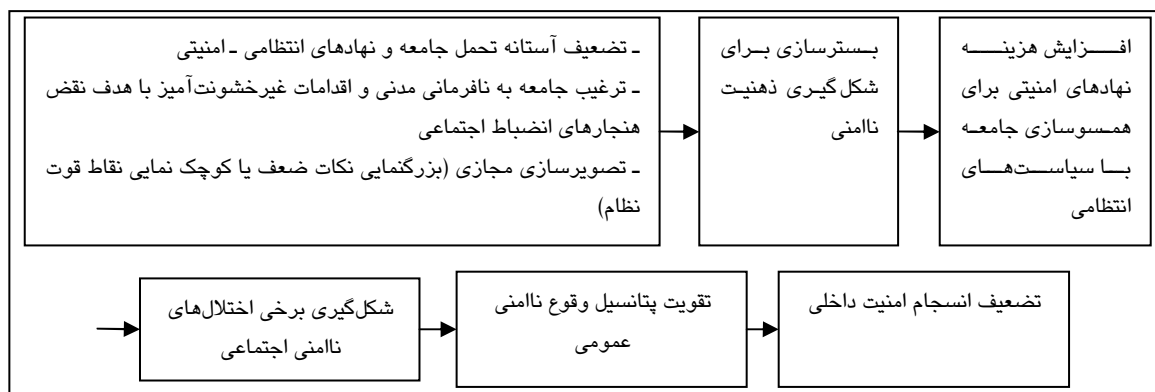 ـ تضعیف آستانه تحمل جامعه و نهادهای انتظامی ـ امنیتی
ـ ترغیب جامعه به نافرمانی مدنی و اقدامات غیرخشونت‌آمیز با هدف نقض
هنجارهای انضباط اجتماعی
ـ تصویرسازی مجازی (بزرگنمایی نکات ضعف یا کوچک نمایی نقاط قوت
نظام)
بسترسازی برای
شکل‌گیری ذهنیت
ناامنی
افزایش هزینه
نهادهای امنیتی برای
همسوسازی جامعه
با سیاست‌های
انتظامی
شکل‌گیری برخی اختلال‌های
ناامنی اجتماعی
تقویت پتانسیل وقوع ناامنی
عمومی
تضعیف انسجام امنیت داخلی